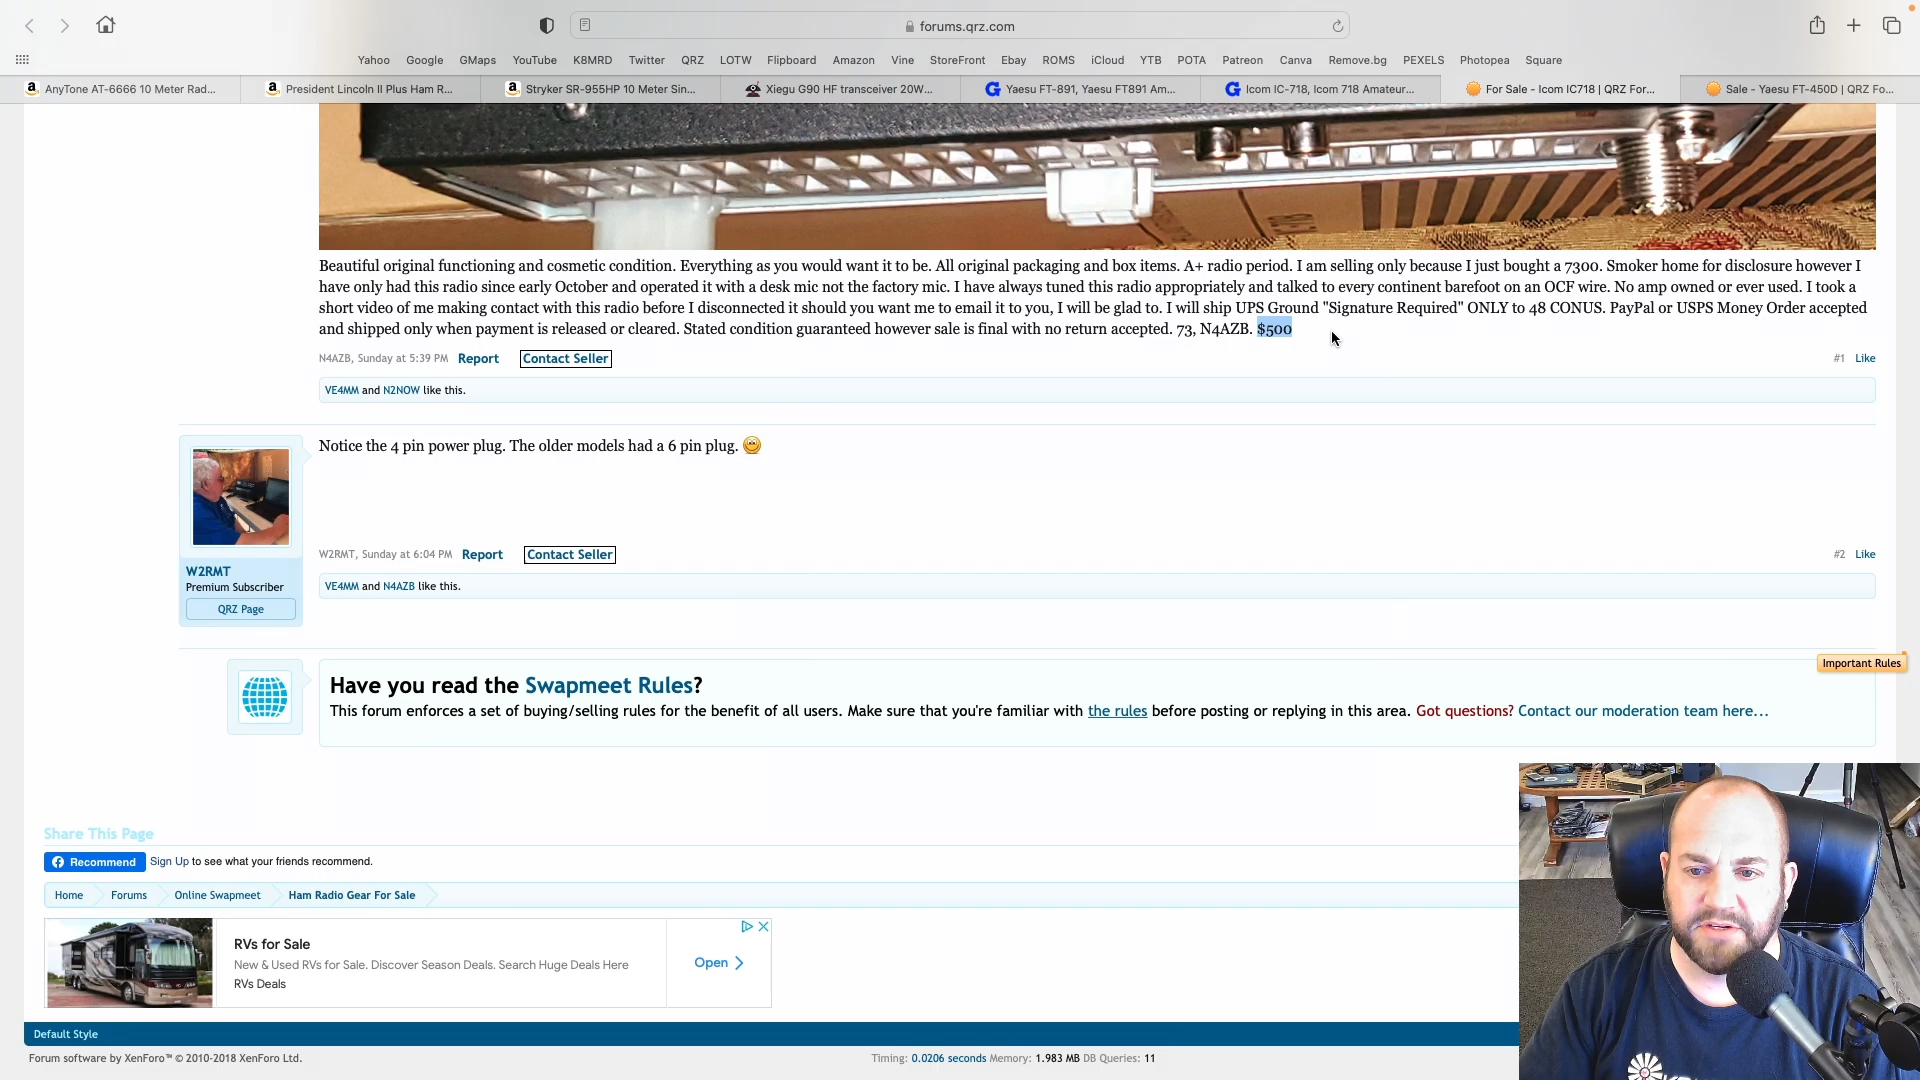 forums.qrz.com
Yahoo Google GMaps YouTube K8MRD Twitter QRZ LOTW Flipboard Amazon Vine StoreFront Ebay ROMS iCloud YTB POTA Patreon Canva Remove.bg PEXELS Photopea Square
AnyTone AT-6666 10 Meter Rad... President Lincoln II Plus Ham R... Stryker SR-955HP 10 Meter Sin... Xiegu G90 HF transceiver 20W... Yaesu FT-891, Yaesu FT891 Am... Icom IC-718, Icom 718 Amateur... For Sale - Icom IC718 | QRZ For... Sale - Yaesu FT-450D | QRZ Fo...
Beautiful original functioning and cosmetic condition. Everything as you would want it to be. All original packaging and box items. A+ radio period. I am selling only because I just bought a 7300. Smoker home for disclosure however I
have only had this radio since early October and operated it with a desk mic not the factory mic. I have always tuned this radio appropriately and talked to every continent barefoot on an OCF wire. No amp owned or ever used. I took a
short video of me making contact with this radio before I disconnected it should you want me to email it to you, I will be glad to. I will ship UPS Ground "Signature Required" ONLY to 48 CONUS. PayPal or USPS Money Order accepted
and shipped only when payment is released or cleared. Stated condition guaranteed however sale is final with no return accepted. 73, N4AZB. $500
N4AZB, Sunday at 5:39 PM Report Contact Seller #1 Like
VE4MM and N2NOW like this.
Notice the 4 pin power plug. The older models had a 6 pin plug.
W2RMT, Sunday at 6:04 PM Report Contact Seller #2 Like
W2RMT
Premium Subscriber
QRZ Page
VE4MM and N4AZB like this.
Important Rules
Have you read the Swapmeet Rules?
This forum enforces a set of buying/selling rules for the benefit of all users. Make sure that you're familiar with the rules before posting or replying in this area. Got questions? Contact our moderation team here...
Share This Page
Recommend Sign Up to see what your friends recommend.
Home Forums Online Swapmeet Ham Radio Gear For Sale
RVs for Sale
New & Used RVs for Sale. Discover Season Deals. Search Huge Deals Here
RVs Deals
Open
Default Style
Forum software by XenForo™ © 2010-2018 XenForo Ltd. Timing: 0.0206 seconds Memory: 1.983 MB DB Queries: 11